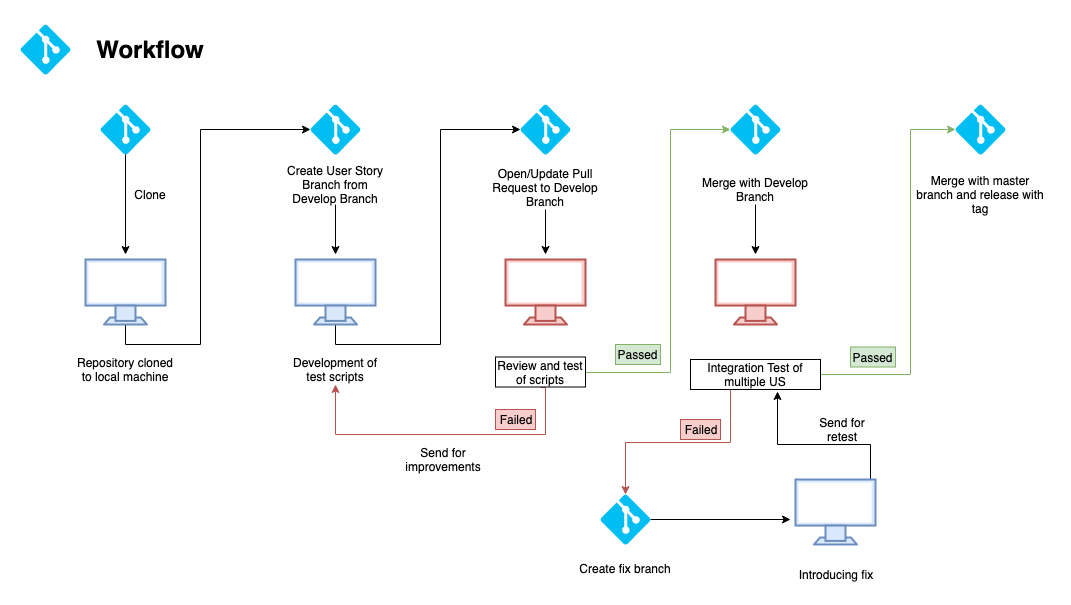 Workflow
Clone
Create User Story
Branch from
Develop Branch
Open/Update Pull
Request to Develop
Branch
Merge with Develop
Branch
Merge with master
branch and release with
tag
Repository cloned
to local machine
Development of
test scripts
Review and test
of scripts
Passed
Integration Test of
multiple US
Passed
Failed
Send for
improvements
Failed
Send for
retest
Create fix branch
Introducing fix